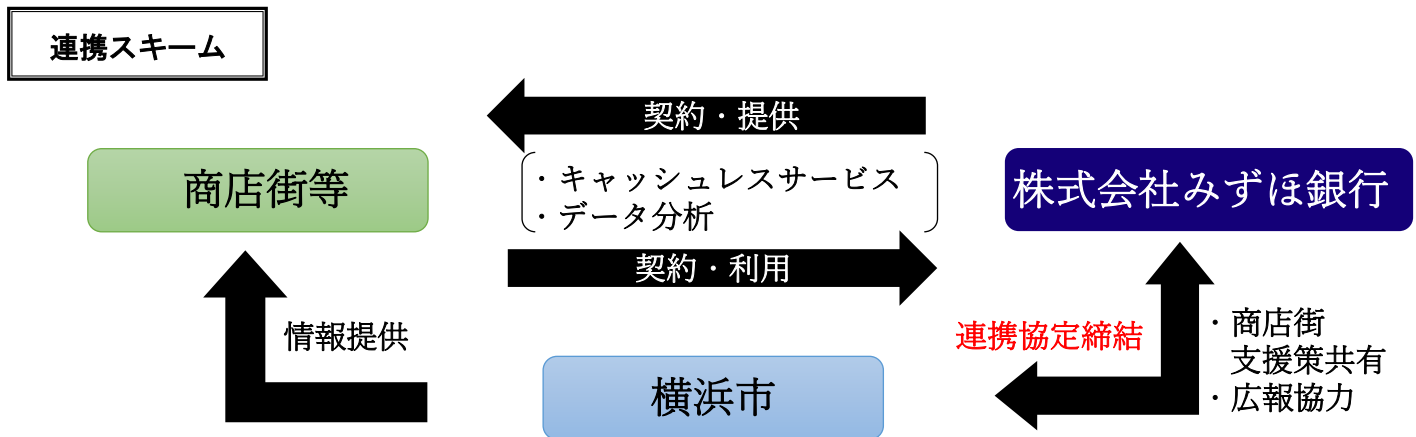 連携スキーム
契約・提供
商店街等
・キャッシュレスサービス
・データ分析
株式会社みずほ銀行
契約・利用
情報提供
連携協定締結
・商店街
支援策共有
・広報協力
横浜市